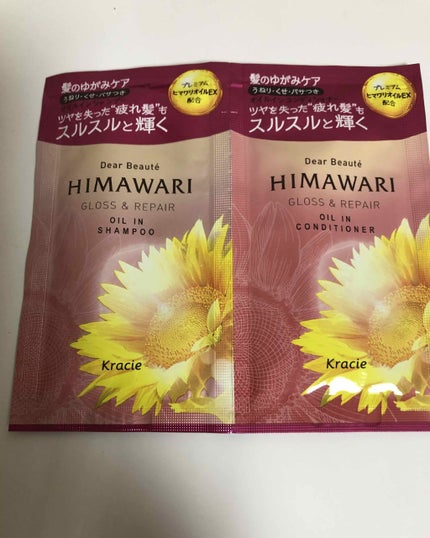 髪のゆがみケア
うねり・くせ・パサつき
ツヤを失った“疲れ髪”も
スルスルと輝く
プレミアム
ヒマワリオイルEX
配合
Dear Beauté
HIMAWARI
GLOSS & REPAIR
OIL IN
SHAMPOO
Kracie
髪のゆがみケア
ツヤを失った“疲れ髪”も
スルスルと輝く
プレミアム
ヒマワリオイルEX
配合
Dear Beauté
HIMAWARI
GLOSS & REPAIR
OIL IN
CONDITIONER
Kracie